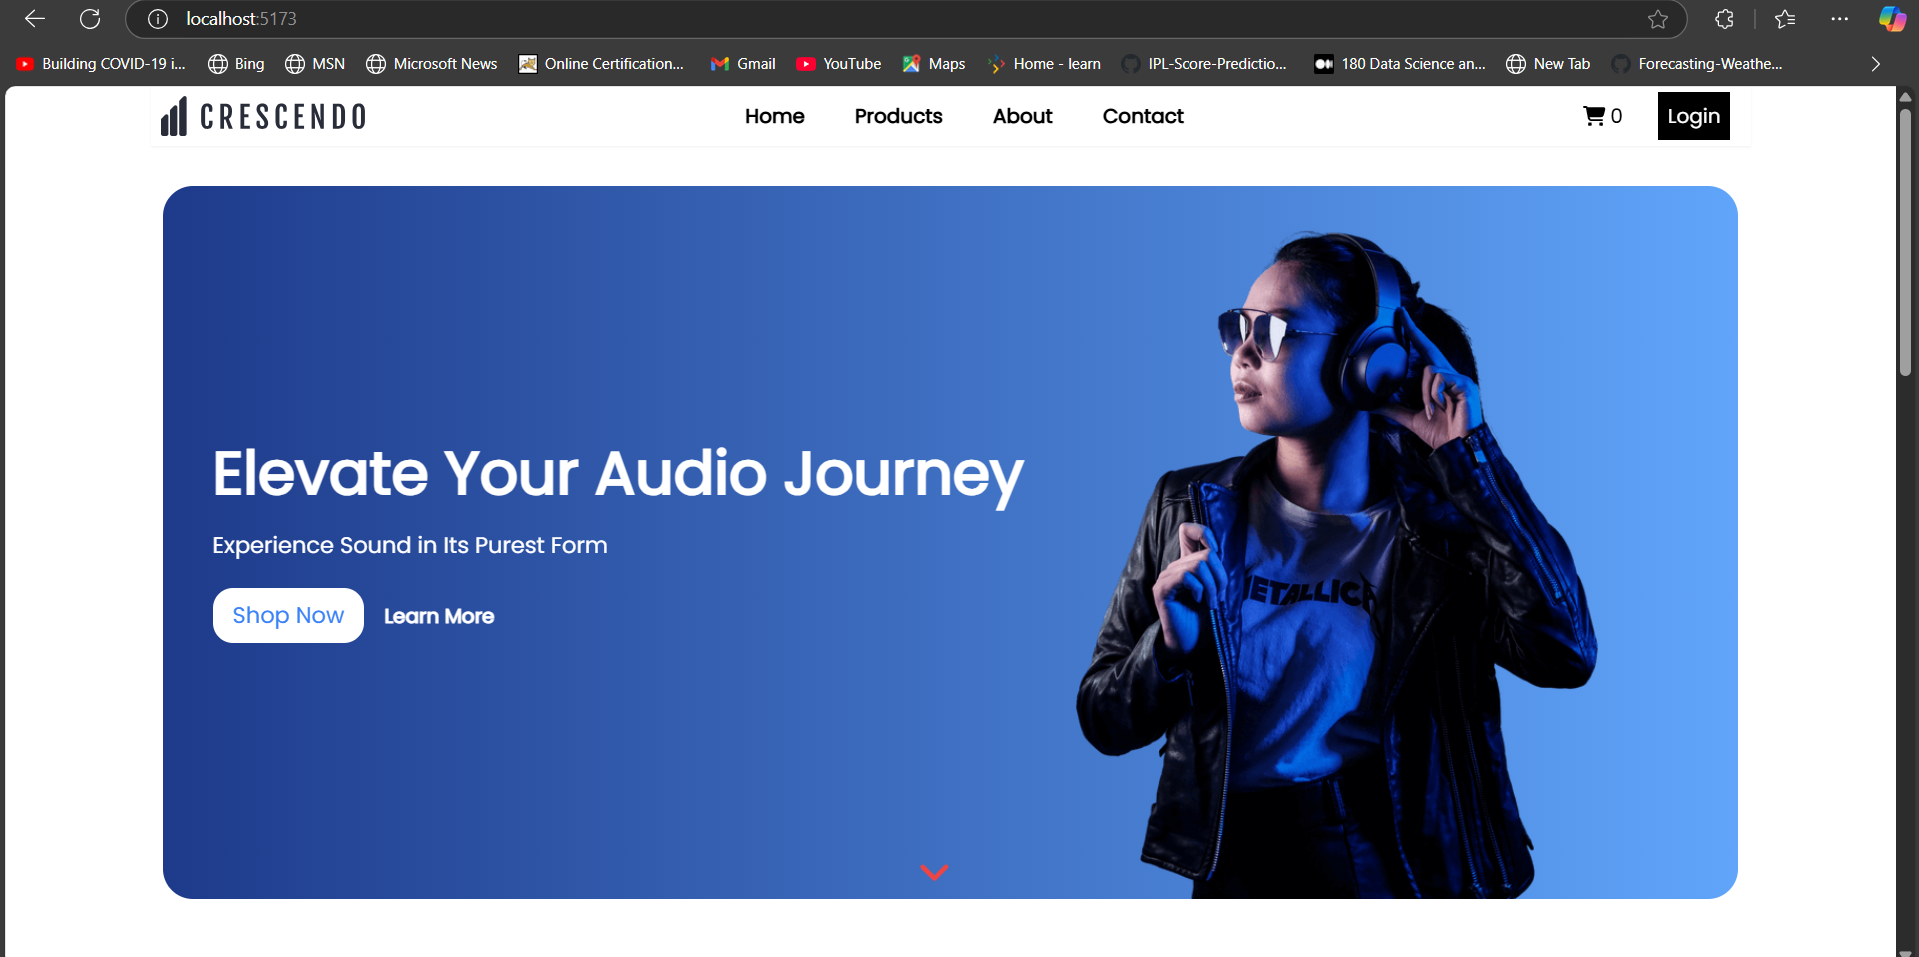 localhost:5173
Building COVID-19 i... Bing MSN Microsoft News Online Certification... Gmail YouTube Maps Home - learn IPL-Score-Predictio... 180 Data Science an... New Tab Forecasting-Weathe...
CRESCENDO Home Products About Contact 0 Login
Elevate Your Audio Journey
Experience Sound in Its Purest Form
Shop Now Learn More
METALLICA